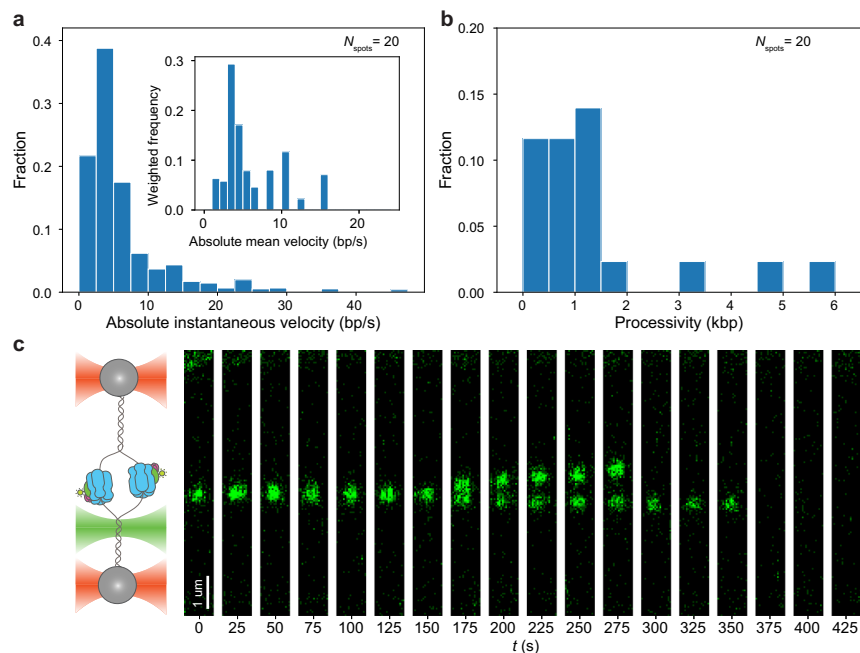 a
N_spots = 20
Fraction
0.4
0.3
0.2
0.1
0.0
0
10
20
30
40
Absolute instantaneous velocity (bp/s)
Weighted frequency
0.3
0.2
0.1
0.0
0
10
20
Absolute mean velocity (bp/s)
b
N_spots = 20
Fraction
0.20
0.15
0.10
0.05
0.00
0
1
2
3
4
5
6
Processivity (kbp)
c
1 um
0 25 50 75 100 125 150 175 200 225 250 275 300 325 350 375 400 425
t (s)